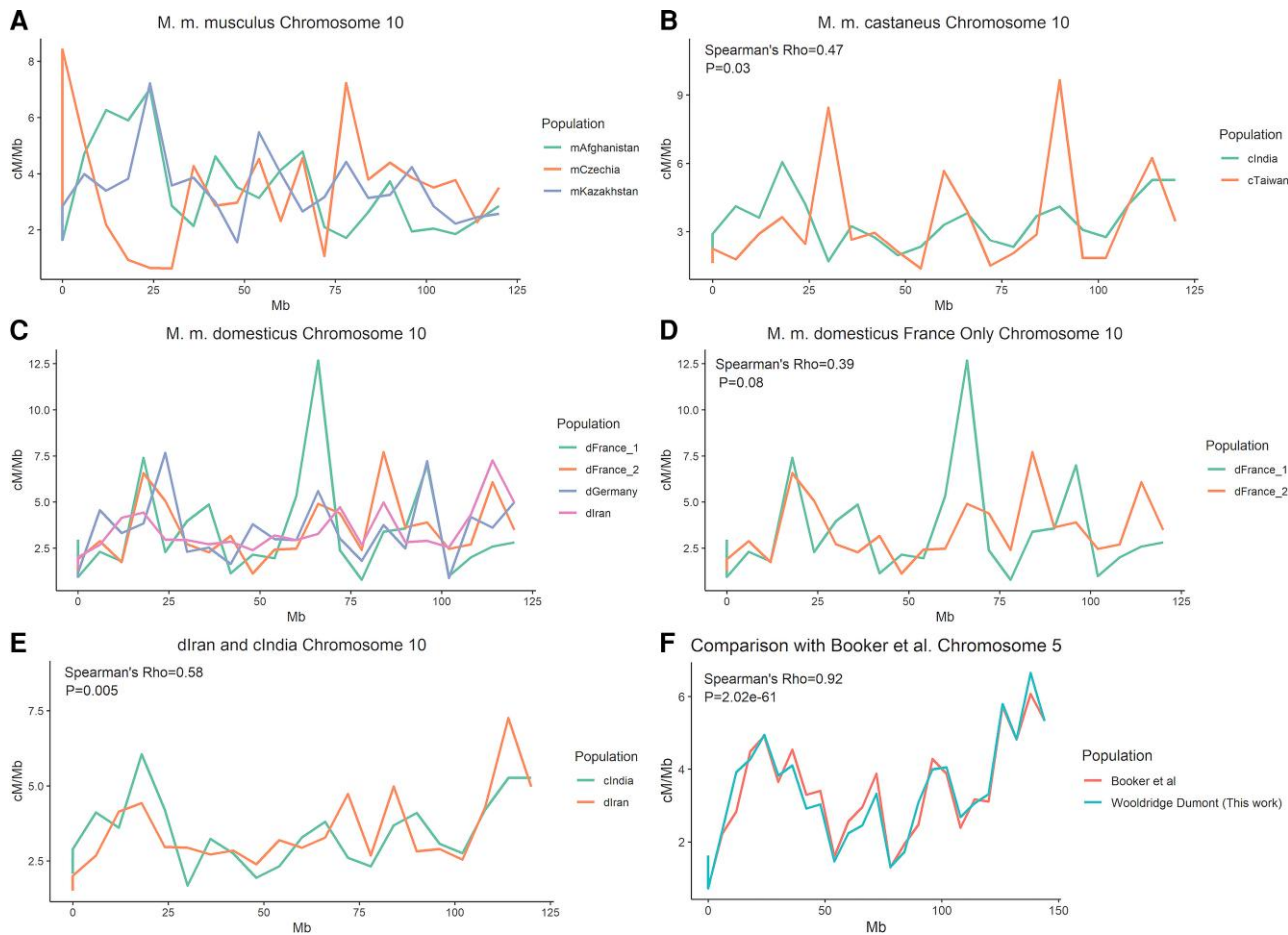 A
M. m. musculus Chromosome 10
8
6
4
2
cM/Mb
0
25
50
75
100
125
Mb
Population
mAfghanistan
mCzechia
mKazakhstan
B
M. m. castaneus Chromosome 10
Spearman's Rho=0.47
P=0.03
9
6
3
cM/Mb
0
25
50
75
100
125
Mb
Population
cIndia
cTaiwan
C
M. m. domesticus Chromosome 10
12.5
10.0
7.5
5.0
2.5
cM/Mb
0
25
50
75
100
125
Mb
Population
dFrance_1
dFrance_2
dGermany
dIran
D
M. m. domesticus France Only Chromosome 10
Spearman's Rho=0.39
P=0.08
12.5
10.0
7.5
5.0
2.5
cM/Mb
0
25
50
75
100
125
Mb
Population
dFrance_1
dFrance_2
E
dIran and cIndia Chromosome 10
Spearman's Rho=0.58
P=0.005
7.5
5.0
2.5
cM/Mb
0
25
50
75
100
125
Mb
Population
cIndia
dIran
F
Comparison with Booker et al. Chromosome 5
Spearman's Rho=0.92
P=2.02e-61
6
4
2
cM/Mb
0
50
100
150
Mb
Population
Booker et al
Wooldridge Dumont (This work)